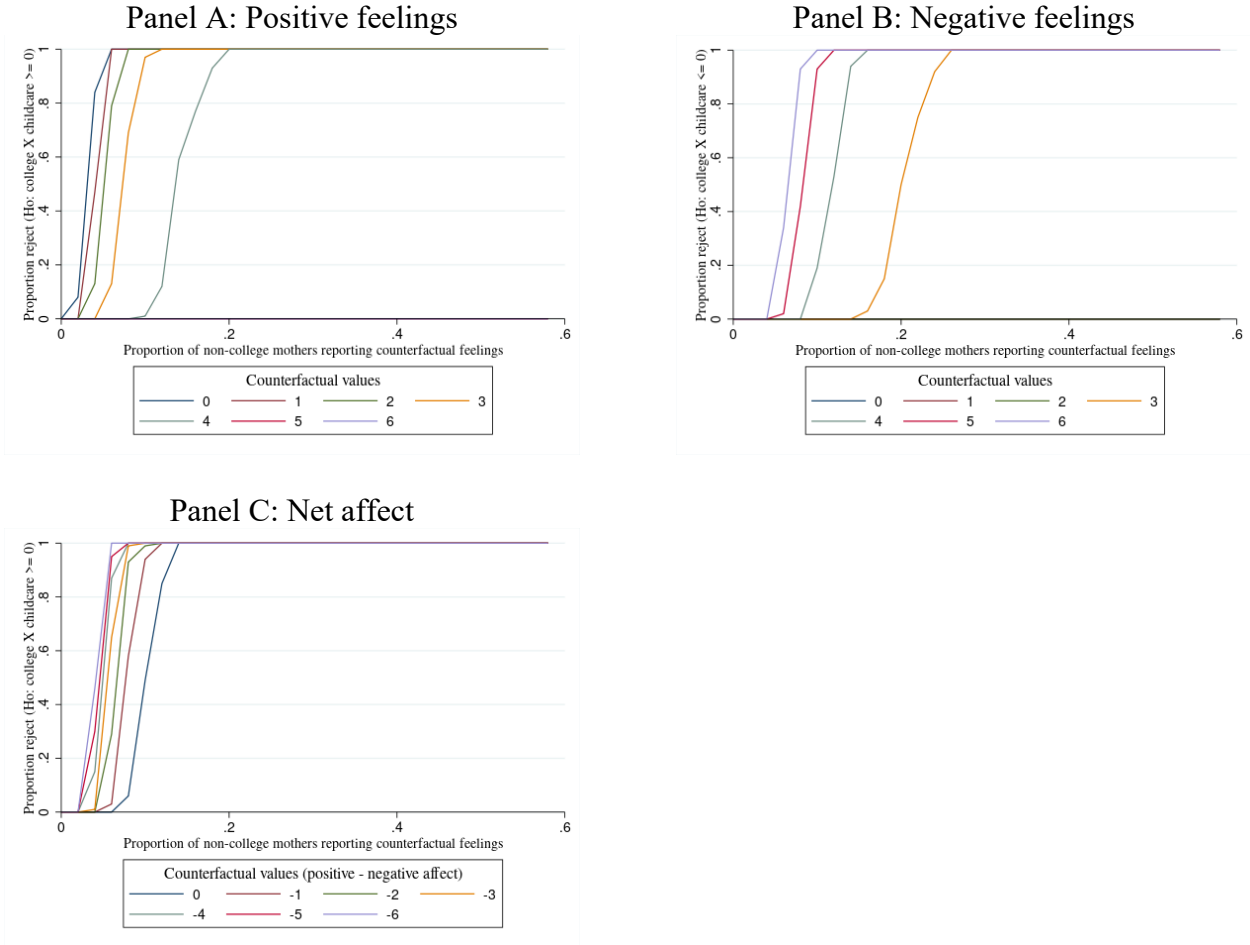 Panel A: Positive feelings
Proportion reject (Ho: college X childcare >= 0)
1
.8
.6
.4
.2
0
0 .2 .4 .6
Proportion of non-college mothers reporting counterfactual feelings
Counterfactual values
0 1 2 3
4 5 6
Panel B: Negative feelings
Proportion reject (Ho: college X childcare <= 0)
1
.8
.6
.4
.2
0
0 .2 .4 .6
Proportion of non-college mothers reporting counterfactual feelings
Counterfactual values
0 1 2 3
4 5 6
Panel C: Net affect
Proportion reject (Ho: college X childcare >= 0)
1
.8
.6
.4
.2
0
0 .2 .4 .6
Proportion of non-college mothers reporting counterfactual feelings
Counterfactual values (positive - negative affect)
0 -1 -2 -3
-4 -5 -6